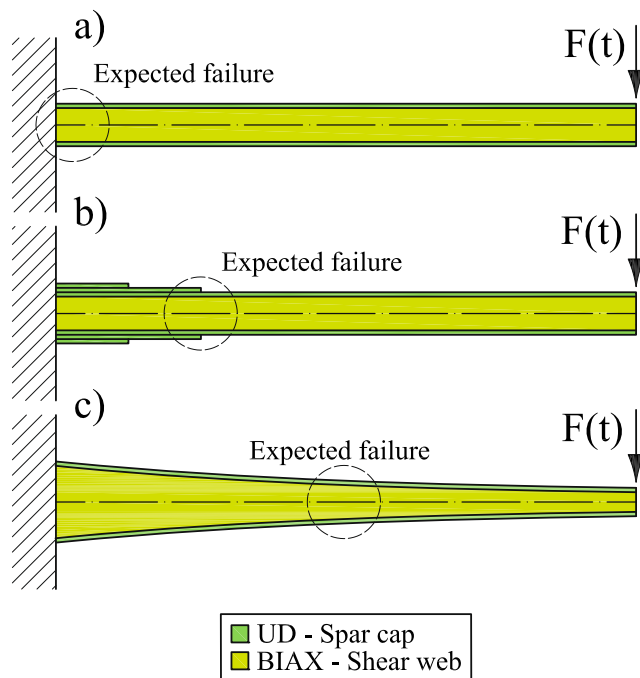 a)
F(t)
Expected failure
b)
F(t)
Expected failure
c)
F(t)
Expected failure
UD - Spar cap
BIAX - Shear web